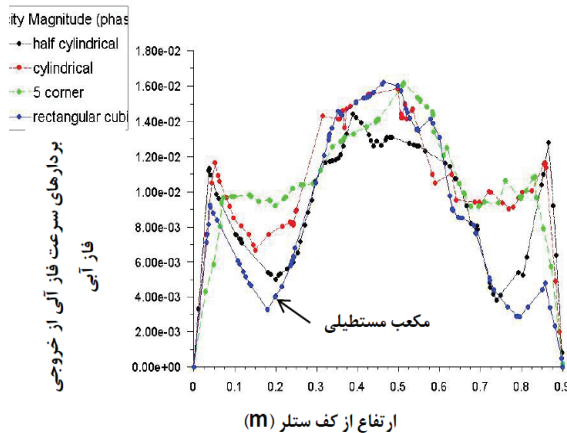 city Magnitude (phas
half cylindrical
cylindrical
5 corner
rectangular cubi
1.80e-02
1.60e-02
1.40e-02
1.20e-02
1.00e-02
8.00e-03
6.00e-03
4.00e-03
2.00e-03
0.00e+00
0 0.1 0.2 0.3 0.4 0.5 0.6 0.7 0.8 0.9
بردارهای سرعت فاز آلی از خروجی
فاز آبی
مکعب مستطیلی
ارتفاع از کف ستلر (m)